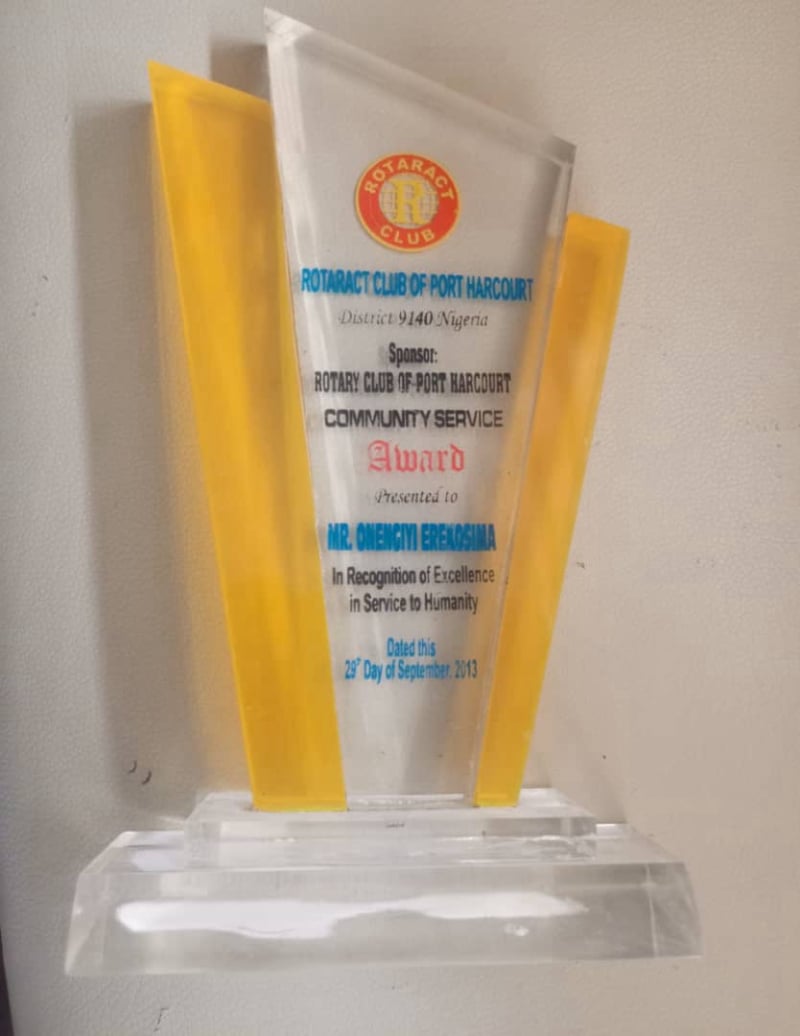 ROTARACT
R
CLUB
ROTARACT CLUB OF PORT HARCOURT
District 9140 Nigeria
Sponsor:
ROTARY CLUB OF PORT HARCOURT
COMMUNITY SERVICE
Award
Presented to
MR. ONENGIYI EREKOSIMA
In Recognition of Excellence
in Service to Humanity
Dated this
29th Day of September, 2013